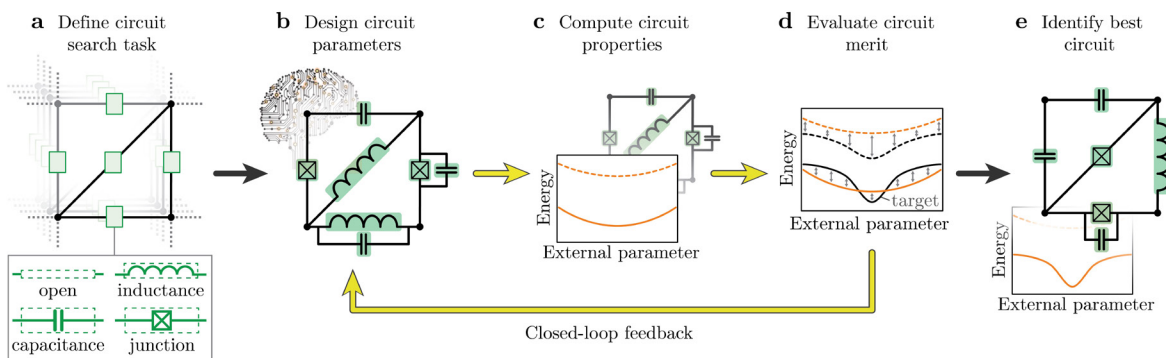 a Define circuit
search task
b Design circuit
parameters
c Compute circuit
properties
d Evaluate circuit
merit
e Identify best
circuit
open
inductance
capacitance
junction
Energy
External parameter
Energy
target
External parameter
Energy
External parameter
Closed-loop feedback